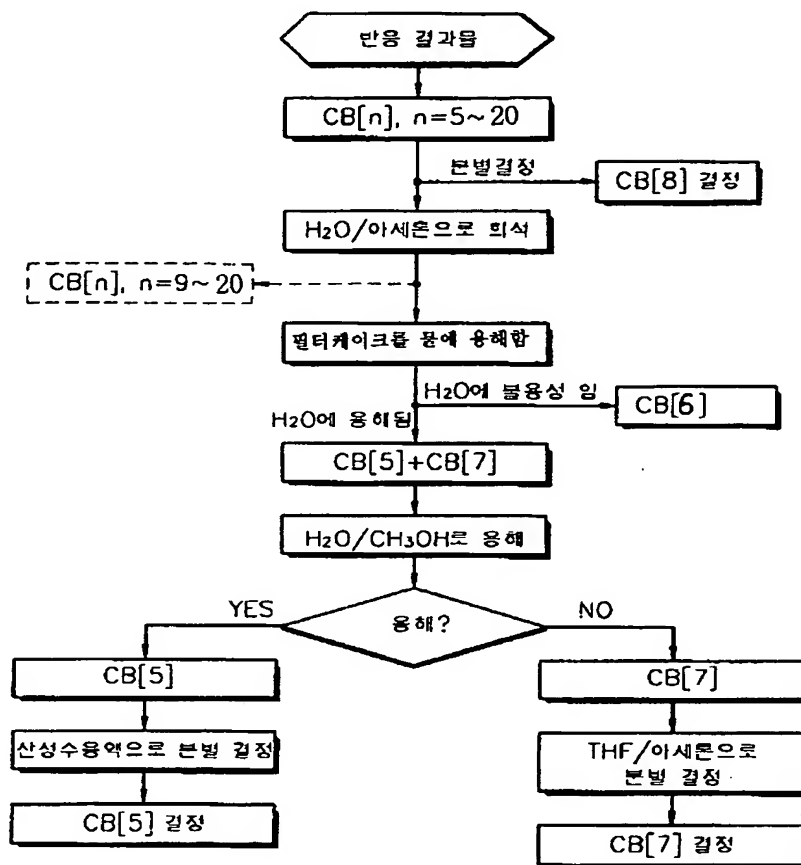 반응 결과물
CB[n], n=5~20
분별결정
CB[8] 결정
H₂O/아세톤으로 희석
CB[n], n=9~20
필터케이크를 물에 용해함
H₂O에 불용성 임
CB[6]
H₂O에 용해됨
CB[5]+CB[7]
H₂O/CH₃OH로 용해
YES
용해?
NO
CB[5]
CB[7]
산성수용액으로 분별 결정
THF/아세톤으로
분별 결정
CB[5] 결정
CB[7] 결정